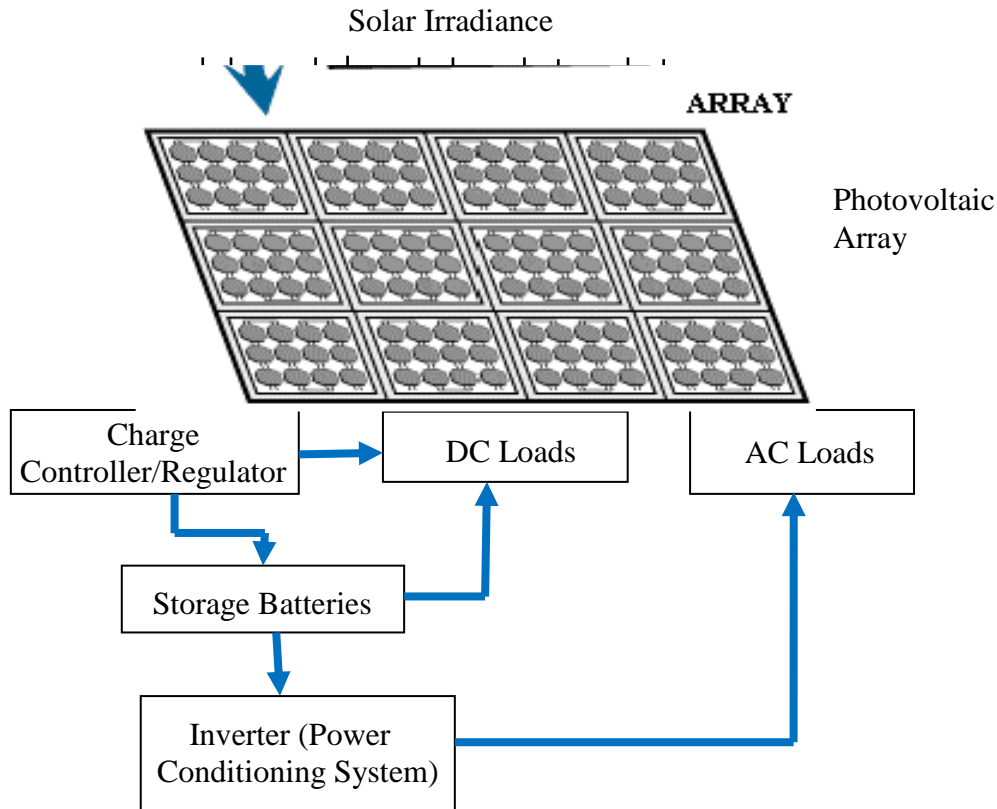 Solar Irradiance
ARRAY
Photovoltaic
Array
Charge
Controller/Regulator
DC Loads
AC Loads
Storage Batteries
Inverter (Power
Conditioning System)